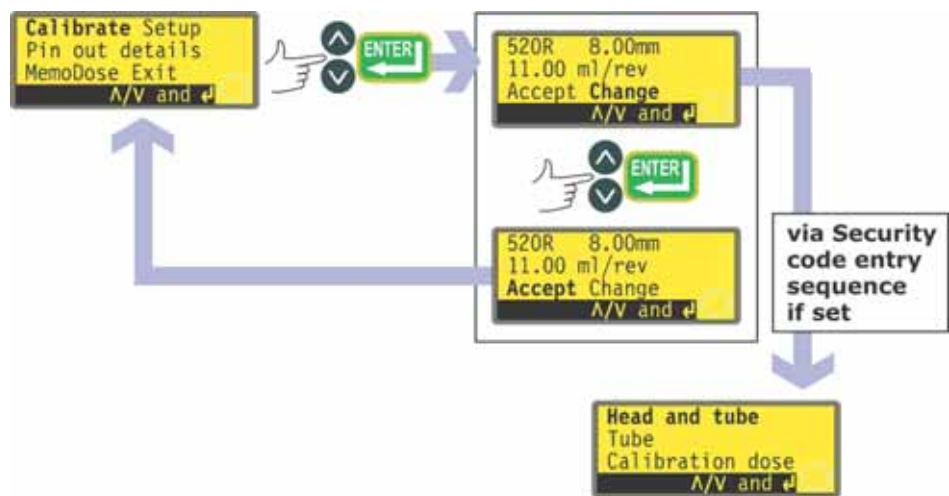 Calibrate Setup
Pin out details
MemoDose Exit
∧/∨ and ↲
ENTER
520R 8.00mm
11.00 ml/rev
Accept Change
∧/∨ and ↲
ENTER
520R 8.00mm
11.00 ml/rev
Accept Change
∧/∨ and ↲
via Security
code entry
sequence
if set
Head and tube
Tube
Calibration dose
∧/∨ and ↲